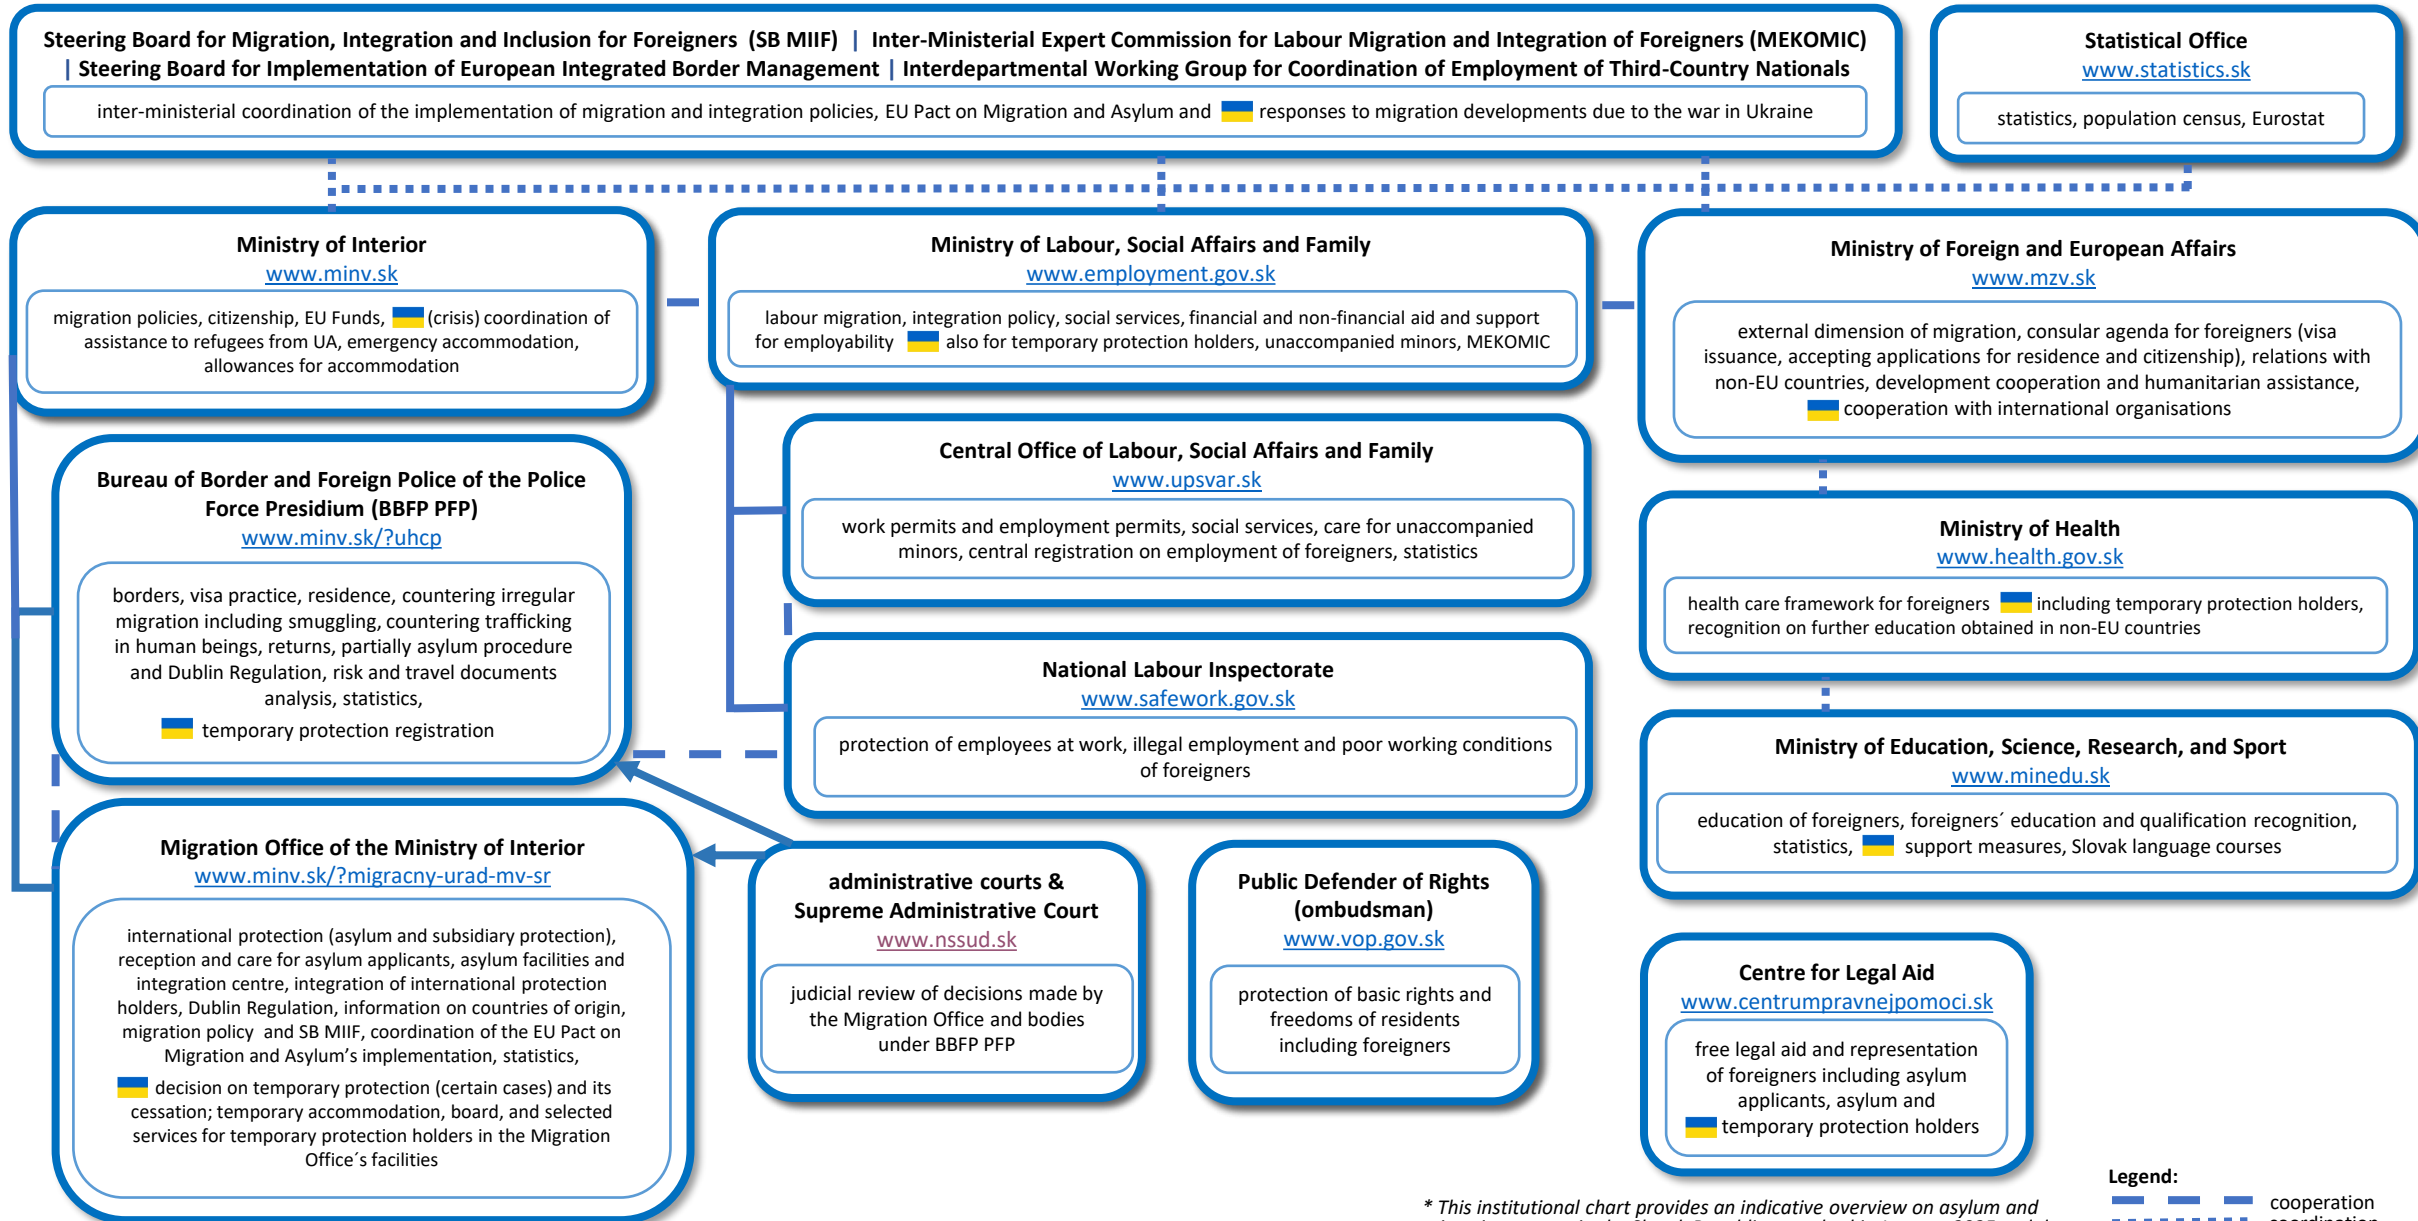 Steering Board for Migration, Integration and Inclusion for Foreigners (SB MIIF) | Inter-Ministerial Expert Commission for Labour Migration and Integration of Foreigners (MEKOMIC)
| Steering Board for Implementation of European Integrated Border Management | Interdepartmental Working Group for Coordination of Employment of Third-Country Nationals
inter-ministerial coordination of the implementation of migration and integration policies, EU Pact on Migration and Asylum and responses to migration developments due to the war in Ukraine
Statistical Office
www.statistics.sk
statistics, population census, Eurostat
Ministry of Interior
www.minv.sk
migration policies, citizenship, EU Funds, (crisis) coordination of
assistance to refugees from UA, emergency accommodation,
allowances for accommodation
Ministry of Labour, Social Affairs and Family
www.employment.gov.sk
labour migration, integration policy, social services, financial and non-financial aid and support
for employability also for temporary protection holders, unaccompanied minors, MEKOMIC
Ministry of Foreign and European Affairs
www.mzv.sk
external dimension of migration, consular agenda for foreigners (visa
issuance, accepting applications for residence and citizenship), relations with
non-EU countries, development cooperation and humanitarian assistance,
cooperation with international organisations
Bureau of Border and Foreign Police of the Police
Force Presidium (BBFP PFP)
www.minv.sk/?uhcp
borders, visa practice, residence, countering irregular
migration including smuggling, countering trafficking
in human beings, returns, partially asylum procedure
and Dublin Regulation, risk and travel documents
analysis, statistics,
temporary protection registration
Central Office of Labour, Social Affairs and Family
www.upsvar.sk
work permits and employment permits, social services, care for unaccompanied
minors, central registration on employment of foreigners, statistics
Ministry of Health
www.health.gov.sk
health care framework for foreigners including temporary protection holders,
recognition on further education obtained in non-EU countries
National Labour Inspectorate
www.safework.gov.sk
protection of employees at work, illegal employment and poor working conditions
of foreigners
Ministry of Education, Science, Research, and Sport
www.minedu.sk
education of foreigners, foreigners´ education and qualification recognition,
statistics, support measures, Slovak language courses
Migration Office of the Ministry of Interior
www.minv.sk/?migracny-urad-mv-sr
international protection (asylum and subsidiary protection),
reception and care for asylum applicants, asylum facilities and
integration centre, integration of international protection
holders, Dublin Regulation, information on countries of origin,
migration policy and SB MIIF, coordination of the EU Pact on
Migration and Asylum's implementation, statistics,
decision on temporary protection (certain cases) and its
cessation; temporary accommodation, board, and selected
services for temporary protection holders in the Migration
Office´s facilities
administrative courts &
Supreme Administrative Court
www.nssud.sk
judicial review of decisions made by
the Migration Office and bodies
under BBFP PFP
Public Defender of Rights
(ombudsman)
www.vop.gov.sk
protection of basic rights and
freedoms of residents
including foreigners
Centre for Legal Aid
www.centrumpravnejpomoci.sk
free legal aid and representation
of foreigners including asylum
applicants, asylum and
temporary protection holders
* This institutional chart provides an indicative overview on asylum and
Legend:
cooperation